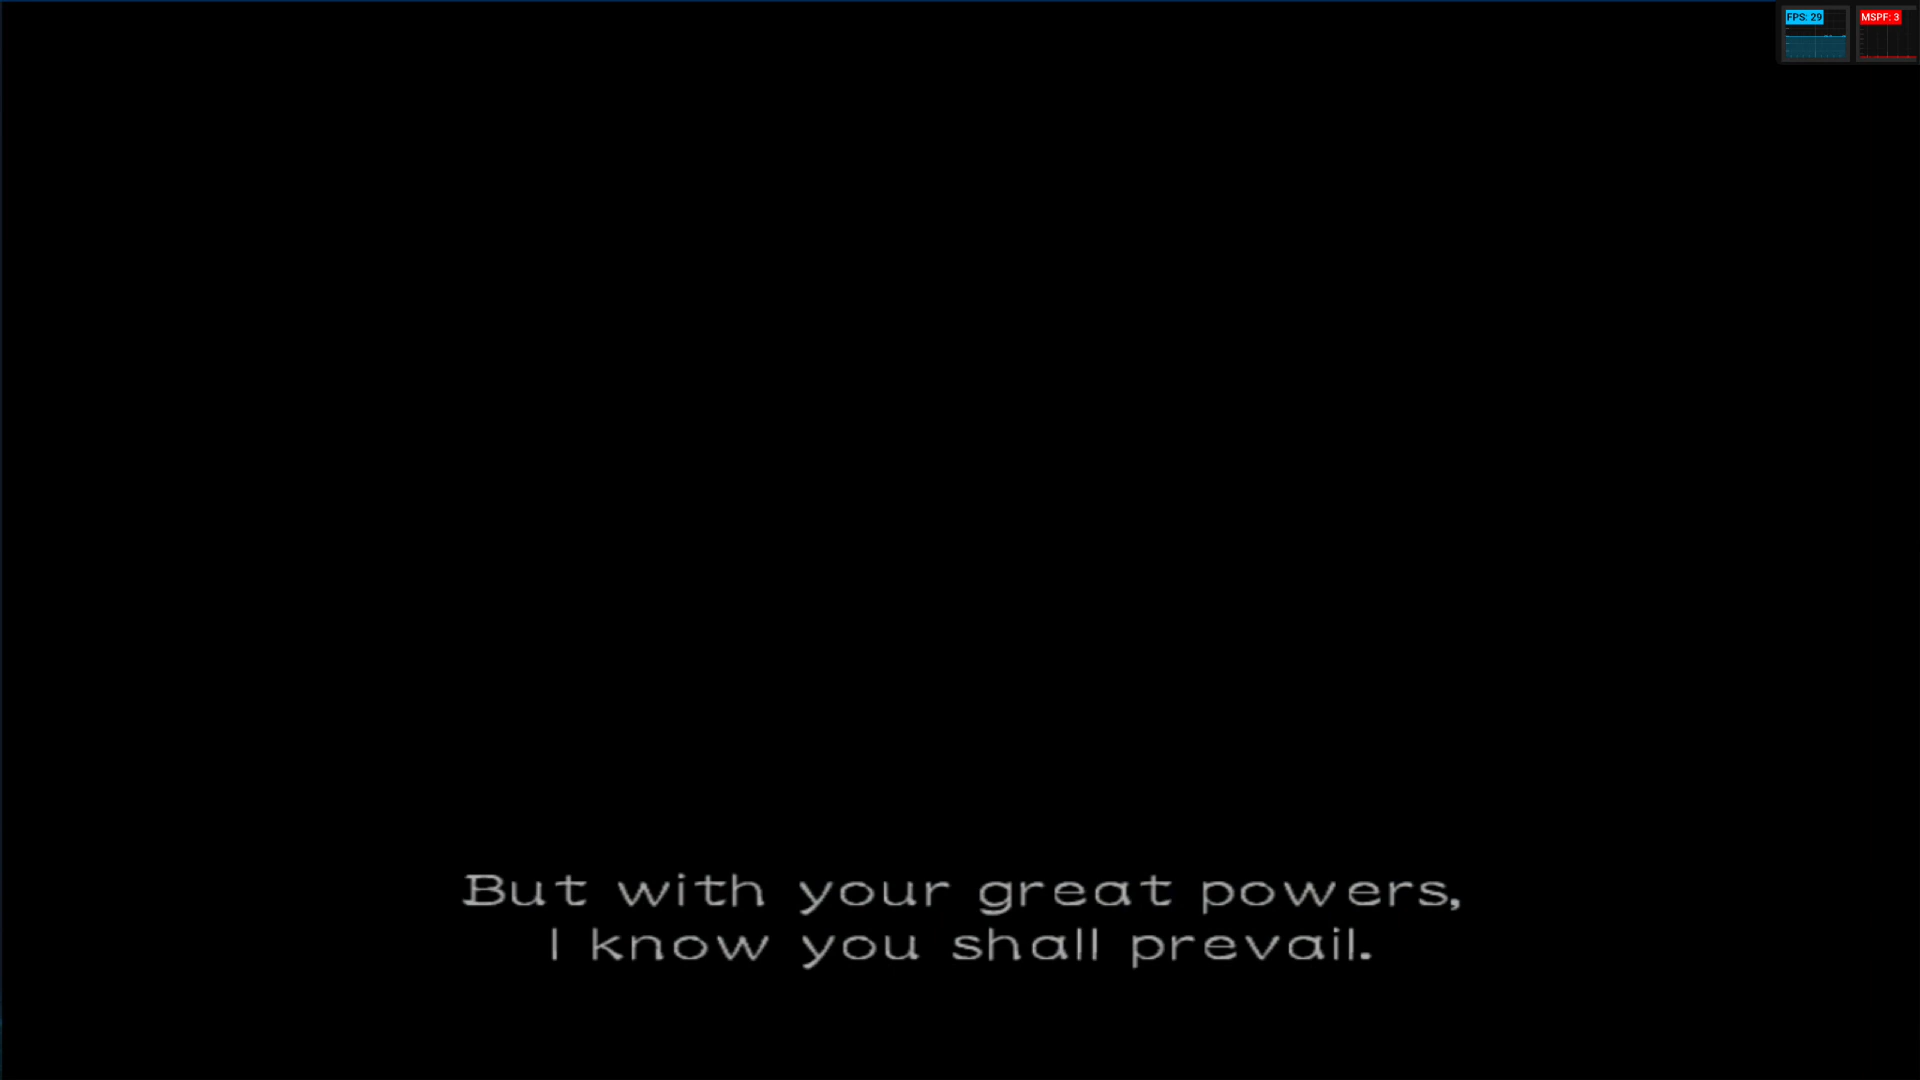 FPS: 29
MSPF: 3
But with your great powers,
I know you shall prevail.